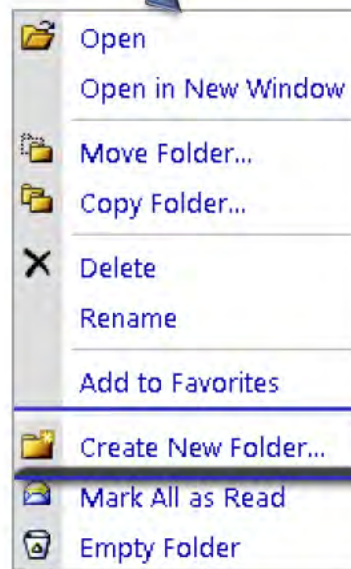 Open
Open in New Window
Move Folder...
Copy Folder...
Delete
Rename
Add to Favorites
Create New Folder...
Mark All as Read
Empty Folder